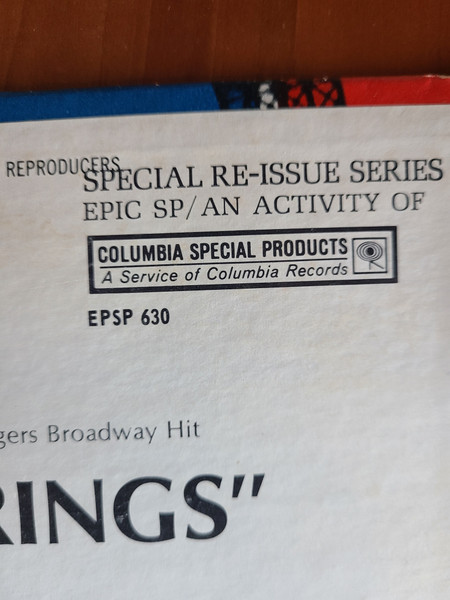 REPRODUCERS
SPECIAL RE-ISSUE SERIES
EPIC SP/AN ACTIVITY OF
COLUMBIA SPECIAL PRODUCTS
A Service of Columbia Records
EPSP 630
gers Broadway Hit
RINGS"